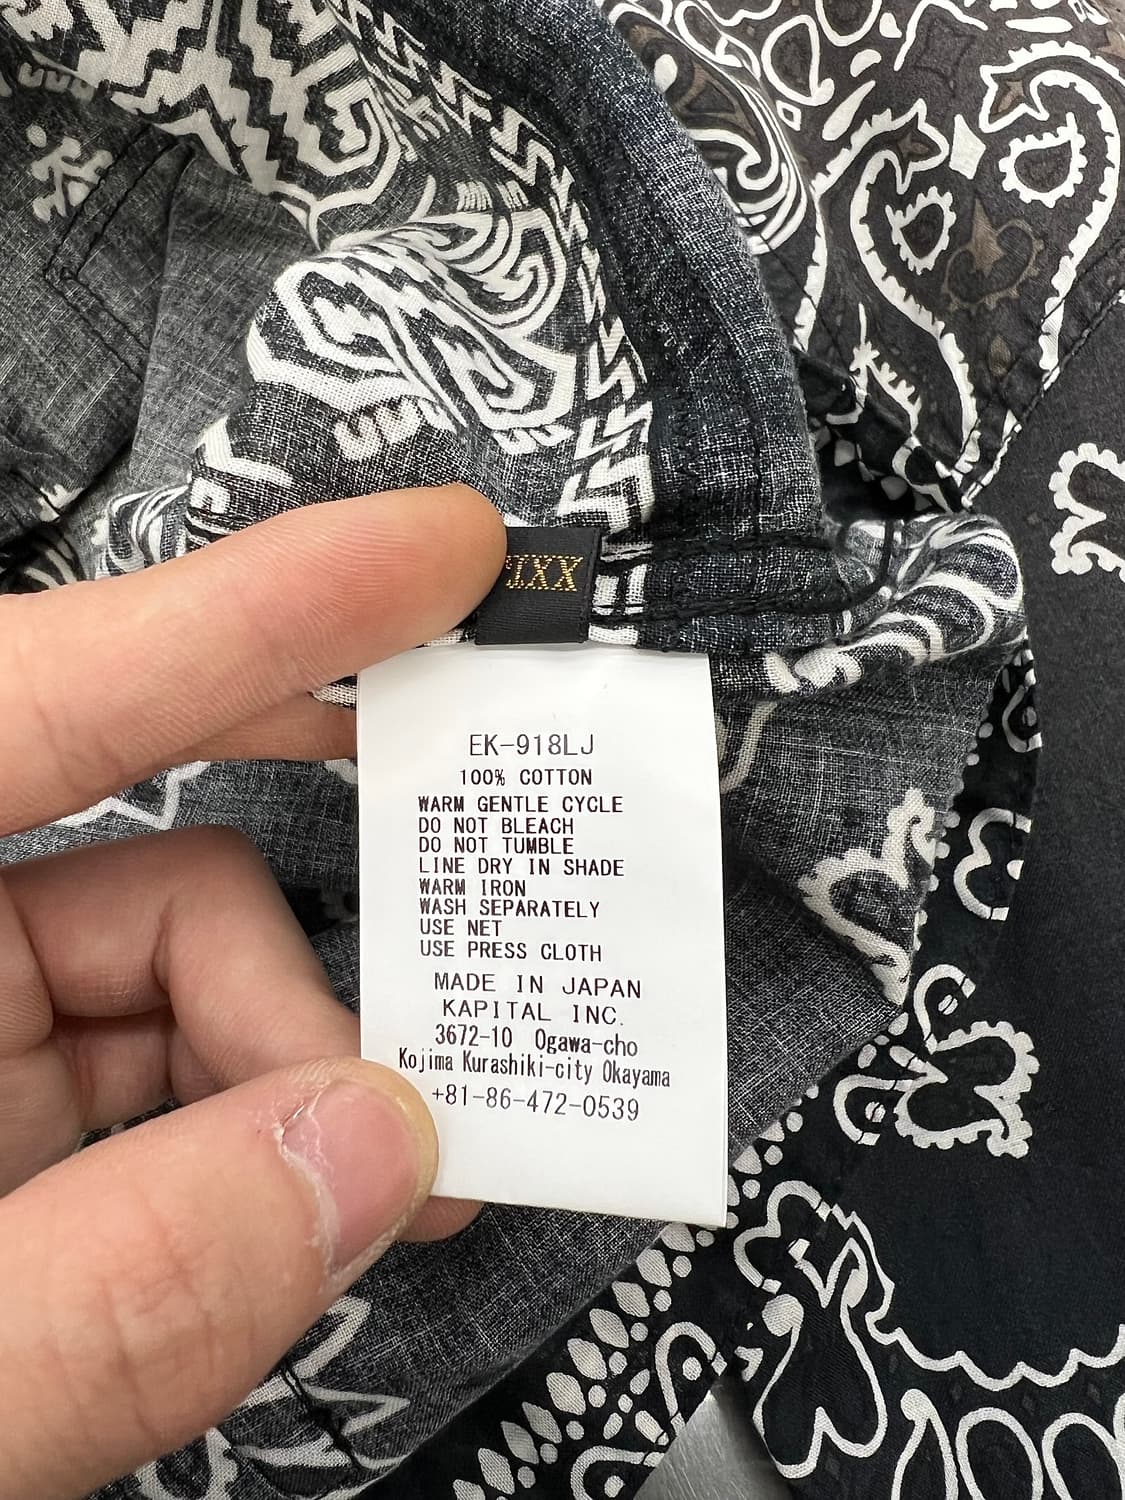 XXL
EK-918LJ
100% COTTON
WARM GENTLE CYCLE
DO NOT BLEACH
DO NOT TUMBLE
LINE DRY IN SHADE
WARM IRON
WASH SEPARATELY
USE NET
USE PRESS CLOTH
MADE IN JAPAN
KAPITAL INC.
3672-10 Ogawa-cho
Kojima Kurashiki-city Okayama
+81-86-472-0539